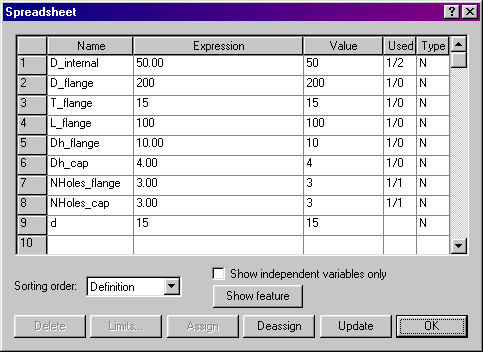 Spreadsheet
Name Expression Value Used Type
1 D_internal 50.00 50 1/2 N
2 D_flange 200 200 1/0 N
3 T_flange 15 15 1/0 N
4 L_flange 100 100 1/0 N
5 Dh_flange 10.00 10 1/0 N
6 Dh_cap 4.00 4 1/0 N
7 NHoles_flange 3.00 3 1/1 N
8 NHoles_cap 3.00 3 1/1 N
9 d 15 15 N
10
Show independent variables only
Sorting order: Definition
Show feature
Delete Limits... Assign Deassign Update OK